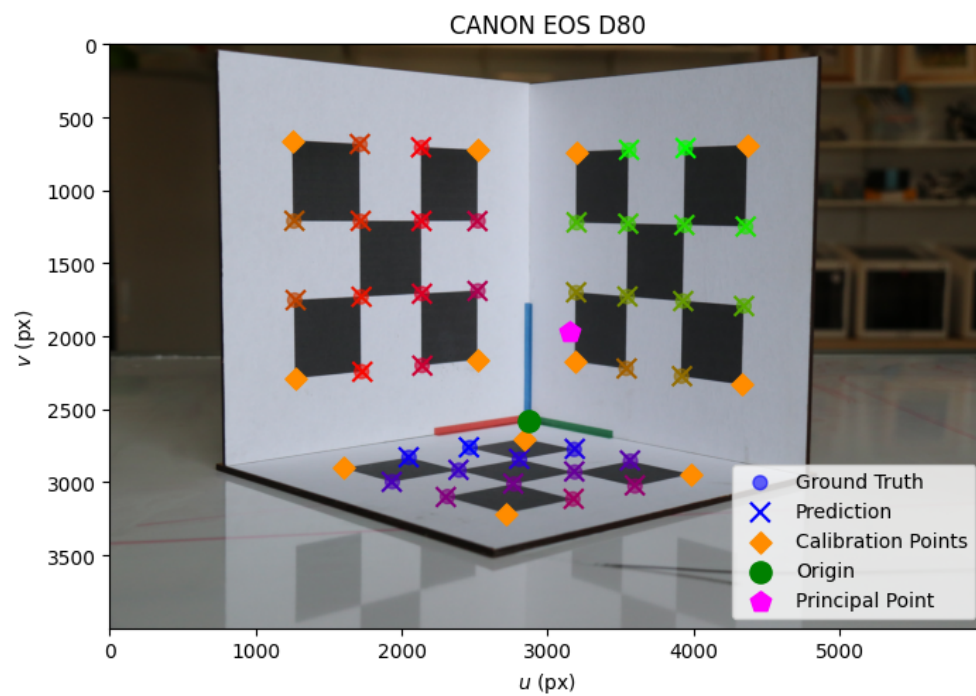 CANON EOS D80
0
500
1000
1500
2000
2500
3000
3500
v (px)
0
1000
2000
3000
4000
5000
u (px)
Ground Truth
Prediction
Calibration Points
Origin
Principal Point